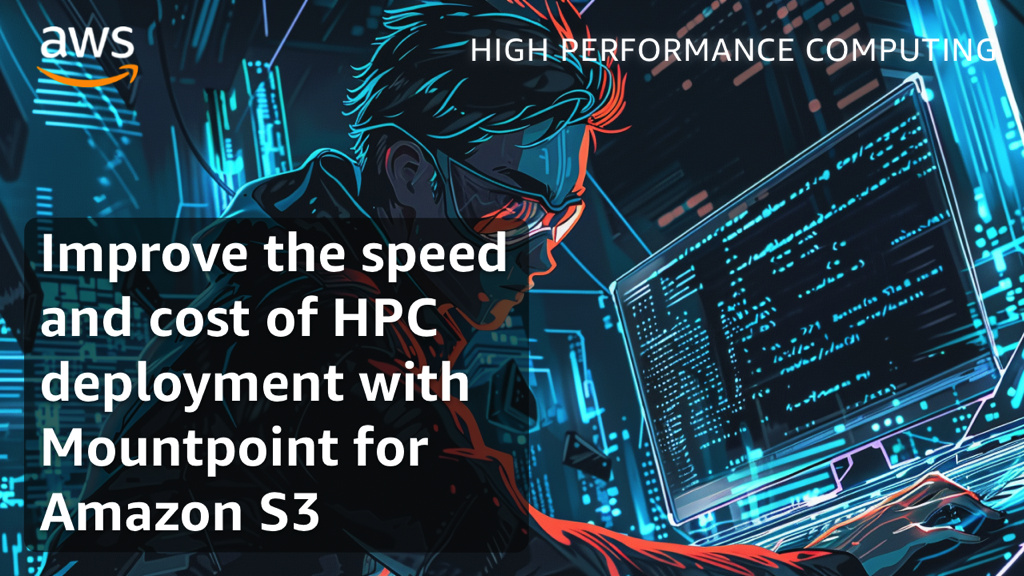 aws
HIGH PERFORMANCE COMPUTING
Improve the speed
and cost of HPC
deployment with
Mountpoint for
Amazon S3